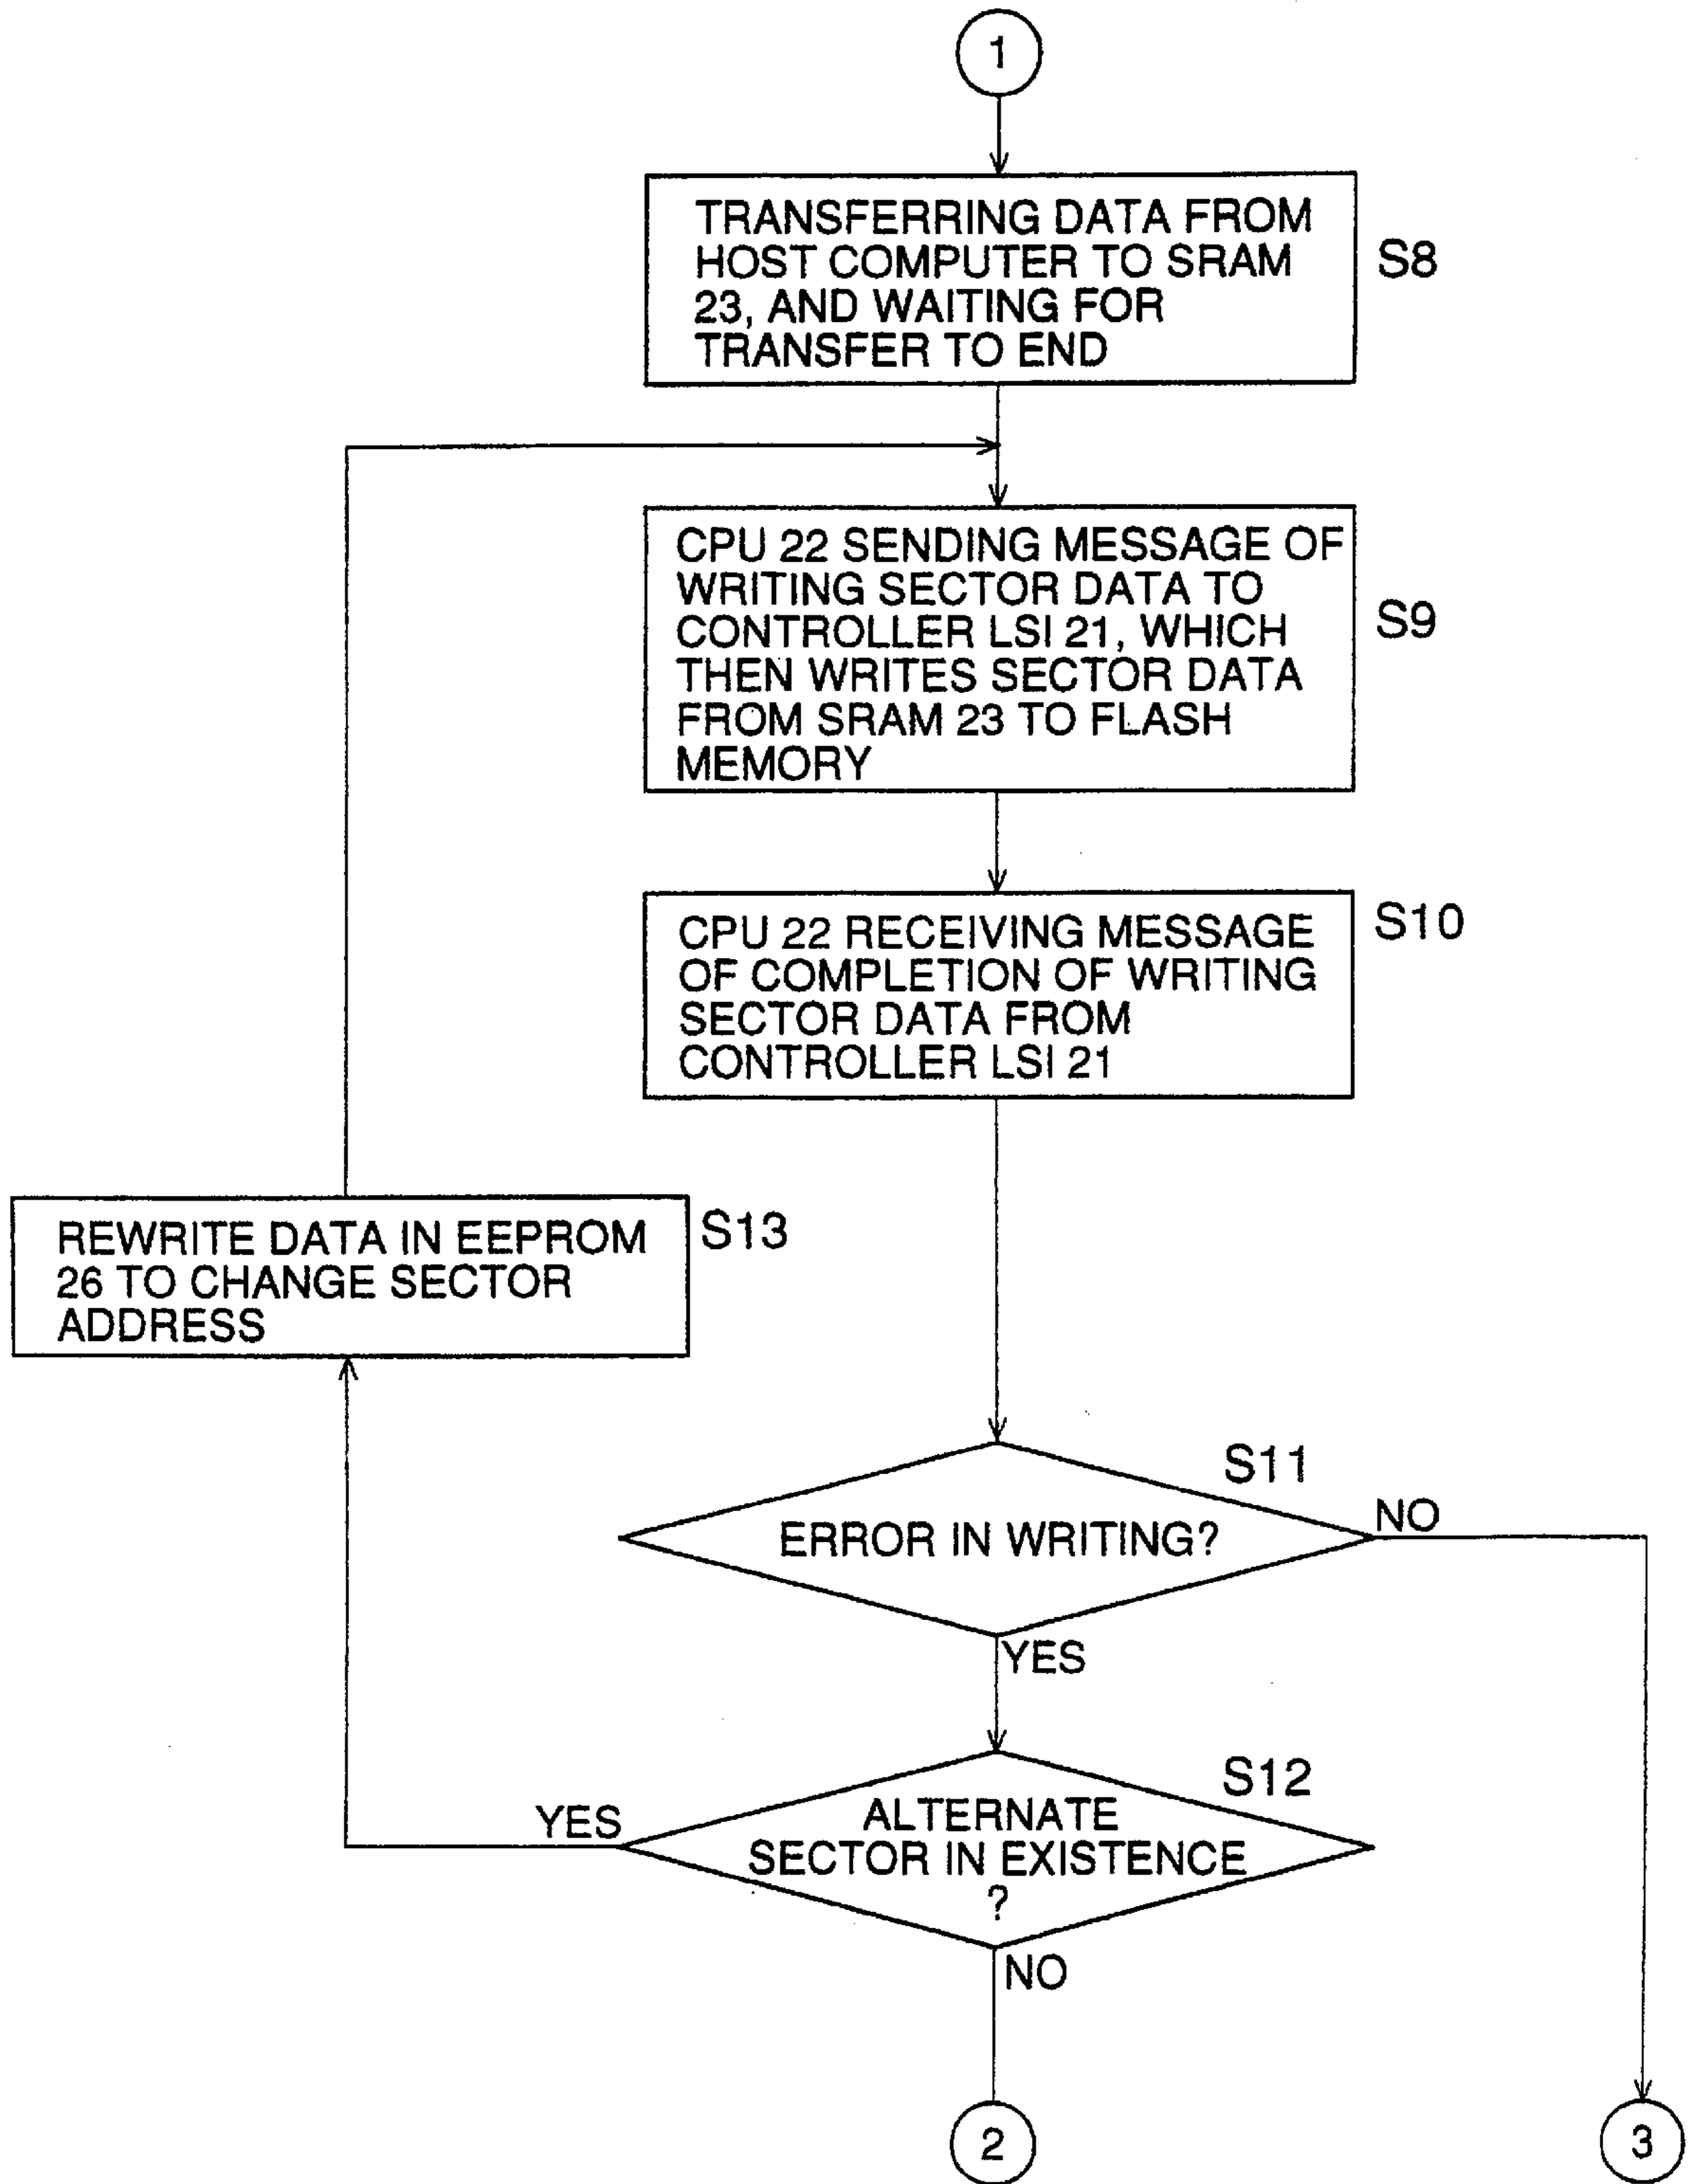 1
TRANSFERRING DATA FROM
HOST COMPUTER TO SRAM
23, AND WAITING FOR
TRANSFER TO END
S8
CPU 22 SENDING MESSAGE OF
WRITING SECTOR DATA TO
CONTROLLER LSI 21, WHICH
THEN WRITES SECTOR DATA
FROM SRAM 23 TO FLASH
MEMORY
S9
CPU 22 RECEIVING MESSAGE
OF COMPLETION OF WRITING
SECTOR DATA FROM
CONTROLLER LSI 21
S10
REWRITE DATA IN EEPROM
26 TO CHANGE SECTOR
ADDRESS
S13
S11
ERROR IN WRITING?
NO
YES
S12
YES
ALTERNATE
SECTOR IN EXISTENCE
?
NO
2
3